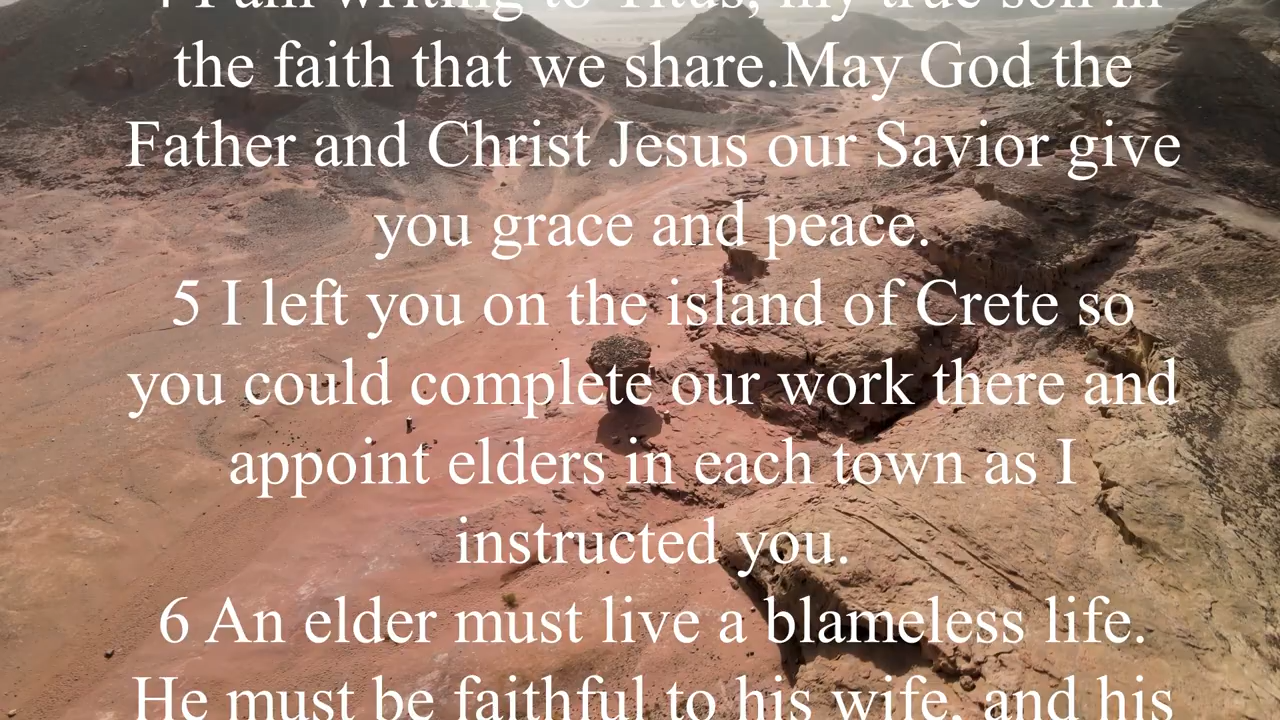 4 I am writing to Titus, my true son in
the faith that we share.May God the
Father and Christ Jesus our Savior give
you grace and peace.
5 I left you on the island of Crete so
you could complete our work there and
appoint elders in each town as I
instructed you.
6 An elder must live a blameless life.
He must be faithful to his wife, and his